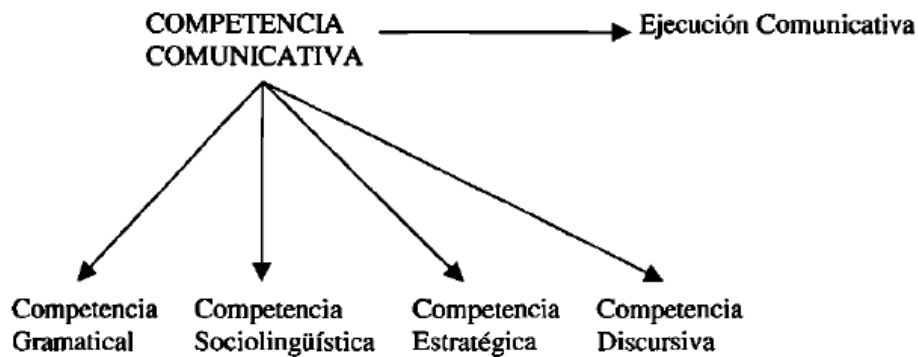 COMPETENCIA
COMUNICATIVA
Ejecución Comunicativa
Competencia
Gramatical
Competencia
Sociolingüística
Competencia
Estratégica
Competencia
Discursiva